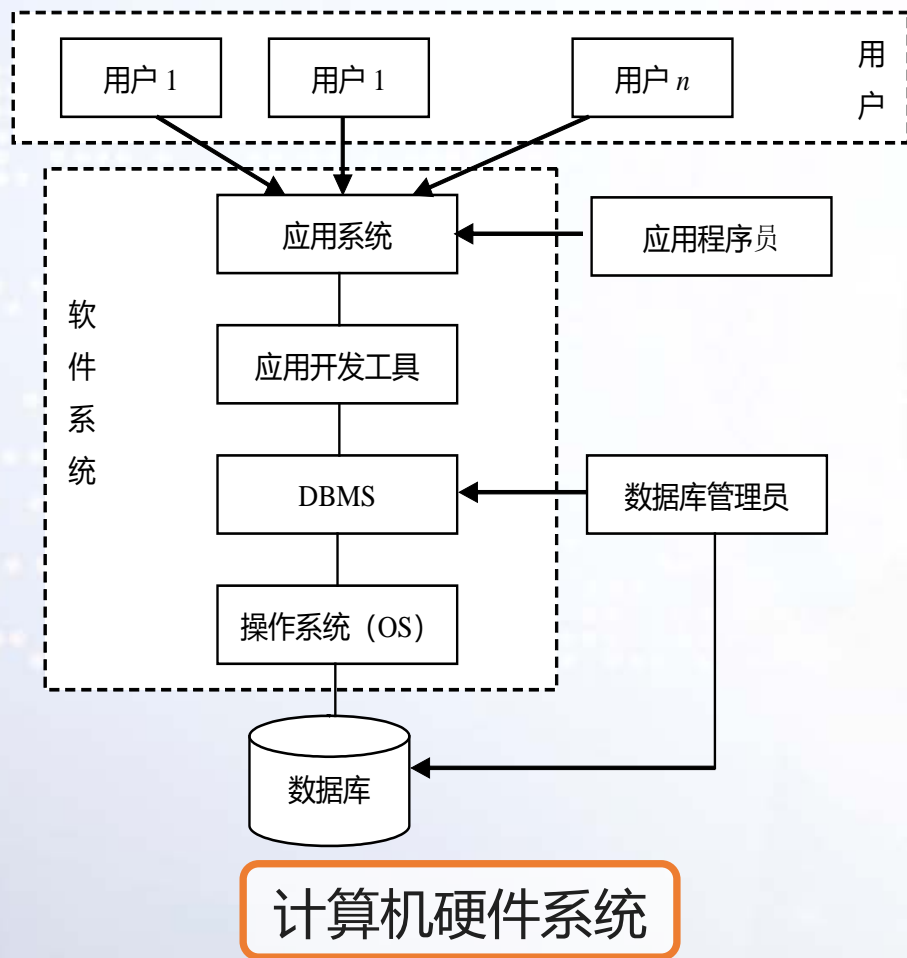 用户 1
用户 1
用户 n
用户
应用系统
应用程序员
软件系统
应用开发工具
DBMS
数据库管理员
操作系统（OS）
数据库
计算机硬件系统